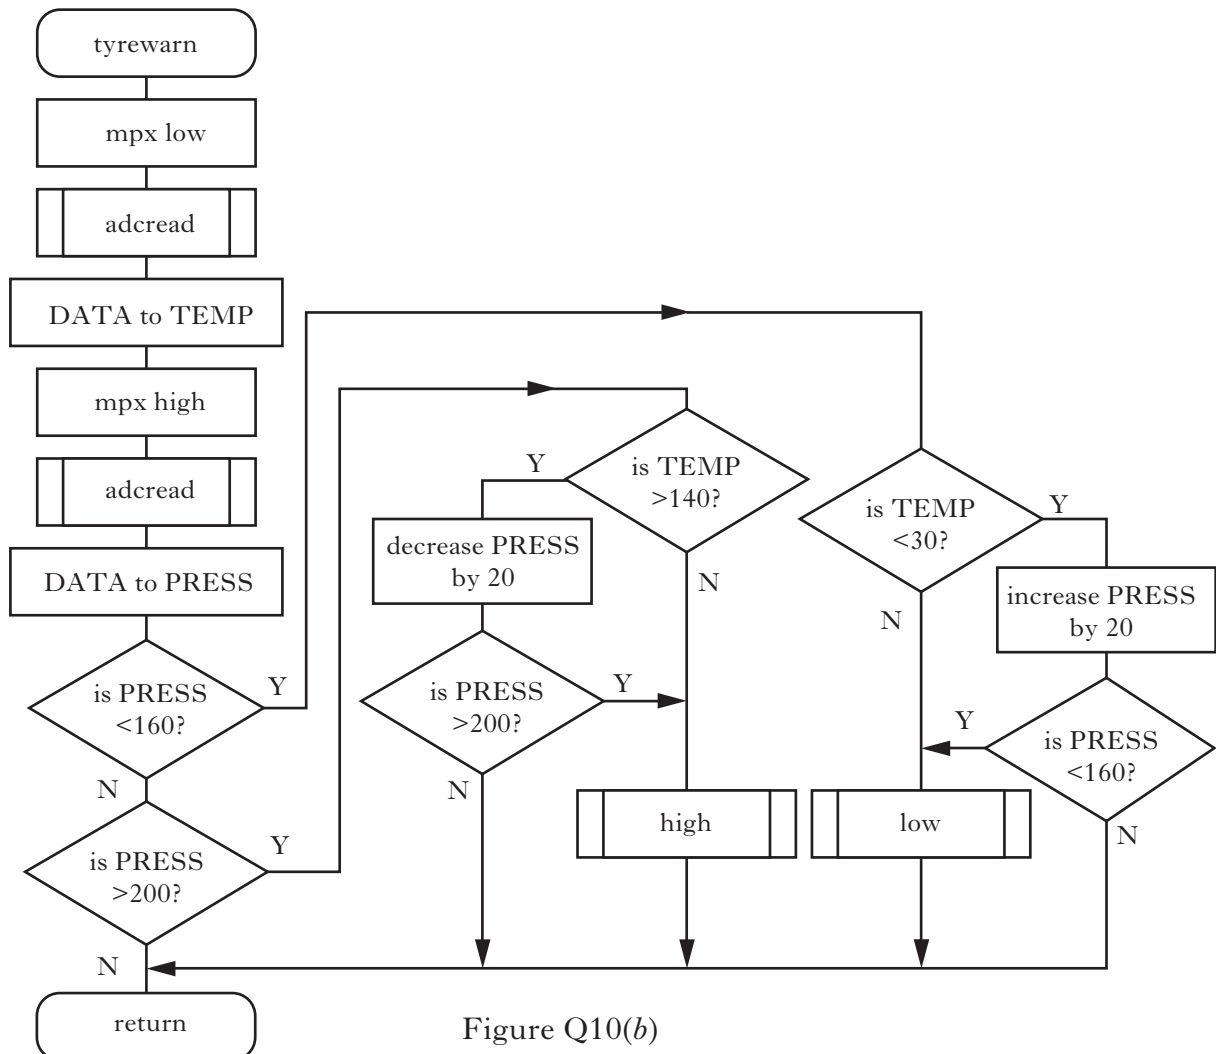 tyrewarn
mpx low
adcread
DATA to TEMP
mpx high
adcread
DATA to PRESS
is PRESS
<160?
Y
N
is PRESS
>200?
Y
N
return
is TEMP
>140?
Y
N
decrease PRESS
by 20
is PRESS
>200?
Y
N
high
is TEMP
<30?
Y
N
increase PRESS
by 20
is PRESS
<160?
Y
N
low
Figure Q10(b)